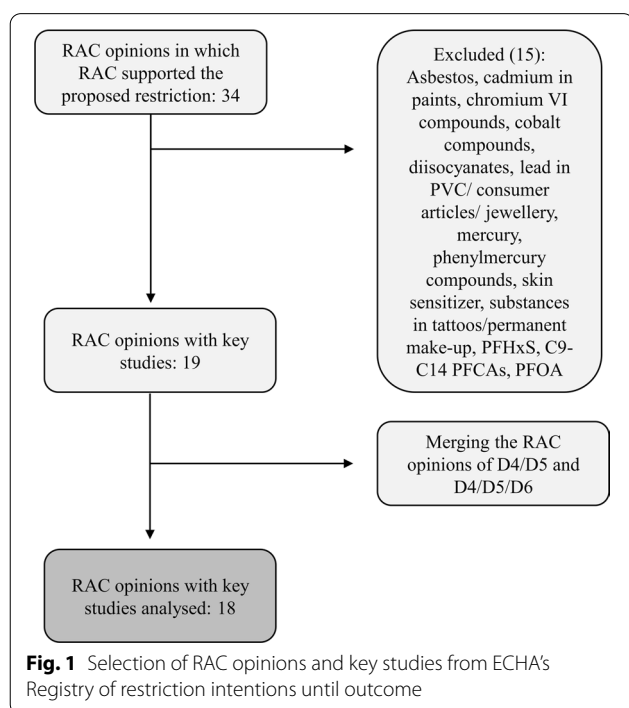 RAC opinions in which
RAC supported the
proposed restriction: 34
Excluded (15):
Asbestos, cadmium in
paints, chromium VI
compounds, cobalt
compounds,
diisocyanates, lead in
PVC/ consumer
articles/ jewellery,
mercury,
phenylmercury
compounds, skin
sensitizer, substances
in tattoos/permanent
make-up, PFHxS, C9-
C14 PFCAs, PFOA
RAC opinions with key
studies: 19
Merging the RAC
opinions of D4/D5 and
D4/D5/D6
RAC opinions with key
studies analysed: 18
Fig. 1 Selection of RAC opinions and key studies from ECHA’s
Registry of restriction intentions until outcome